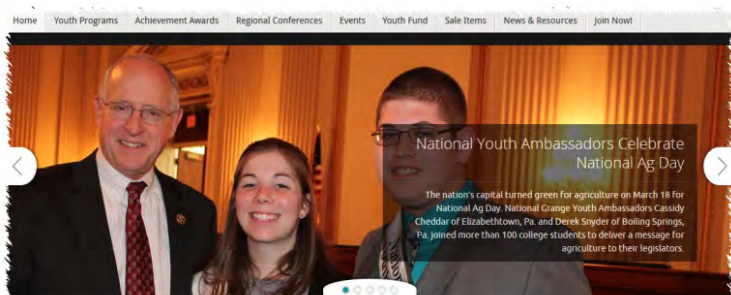 Home Youth Programs Achievement Awards Regional Conferences Events Youth Fund Sale Items News & Resources Join Now!
National Youth Ambassadors Celebrate
National Ag Day
The nation's capital turned green for agriculture on March 18 for
National Ag Day. National Grange Youth Ambassadors Cassidy
Cheddar of Elizabethtown, Pa. and Derek Snyder of Boiling Springs,
Pa. joined more than 100 college students to deliver a message for
agriculture to their legislators.